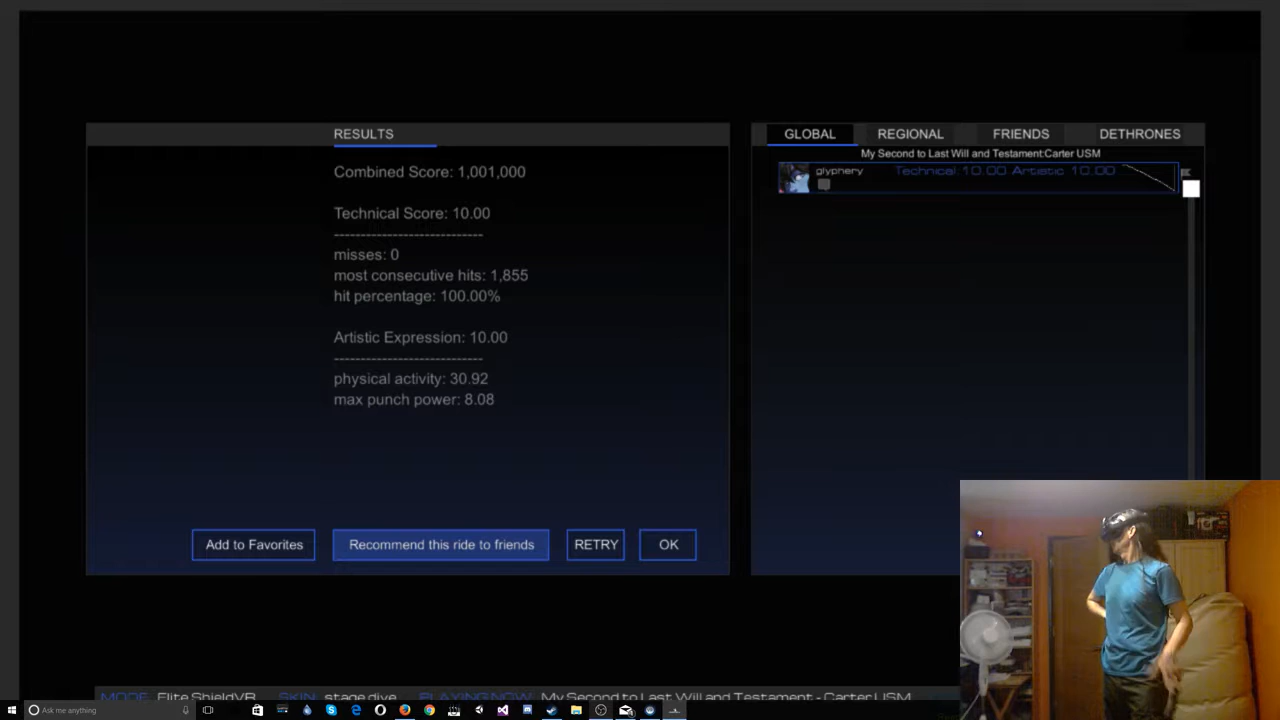 RESULTS
Combined Score: 1,001,000
Technical Score: 10.00
----------------------------
misses: 0
most consecutive hits: 1,855
hit percentage: 100.00%
Artistic Expression: 10.00
----------------------------
physical activity: 30.92
max punch power: 8.08
Add to Favorites
Recommend this ride to friends
RETRY
OK
GLOBAL
REGIONAL
FRIENDS
DETHRONES
My Second to Last Will and Testament:Carter USM
glyphery Technical 10.00 Artistic 10.00
MODE Elite ShieldVR SKIN: stage dive PLAYING NOW: My Second to Last Will and Testament - Carter USM
Ask me anything